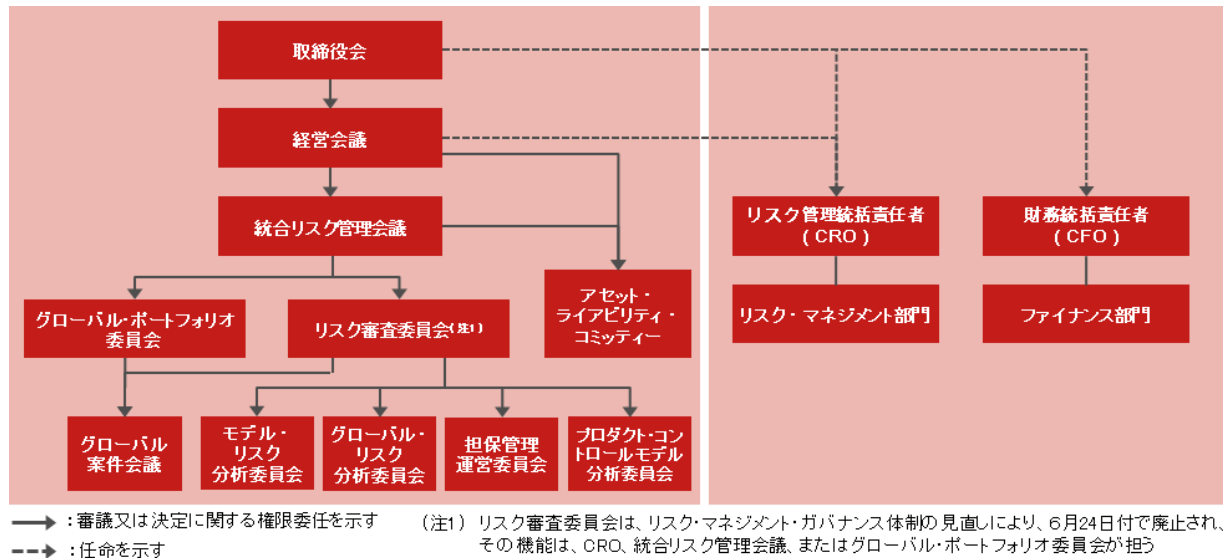 取締役会
経営会議
統合リスク管理会議
グローバル・ポートフォリオ
委員会
リスク審査委員会(注1)
アセット・
ライアビリティ・
コミッティー
グローバル
案件会議
モデル・
リスク
分析委員会
グローバル・
リスク
分析委員会
担保管理
運営委員会
プロダクト・コン
トロールモデル
分析委員会
リスク管理統括責任者
(CRO)
財務統括責任者
(CFO)
リスク・マネジメント部門
ファイナンス部門
:審議又は決定に関する権限委任を示す
:任命を示す
(注1) リスク審査委員会は、リスク・マネジメント・ガバナンス体制の見直しにより、6月24日付で廃止され、
その機能は、CRO、統合リスク管理会議、またはグローバル・ポートフォリオ委員会が担う